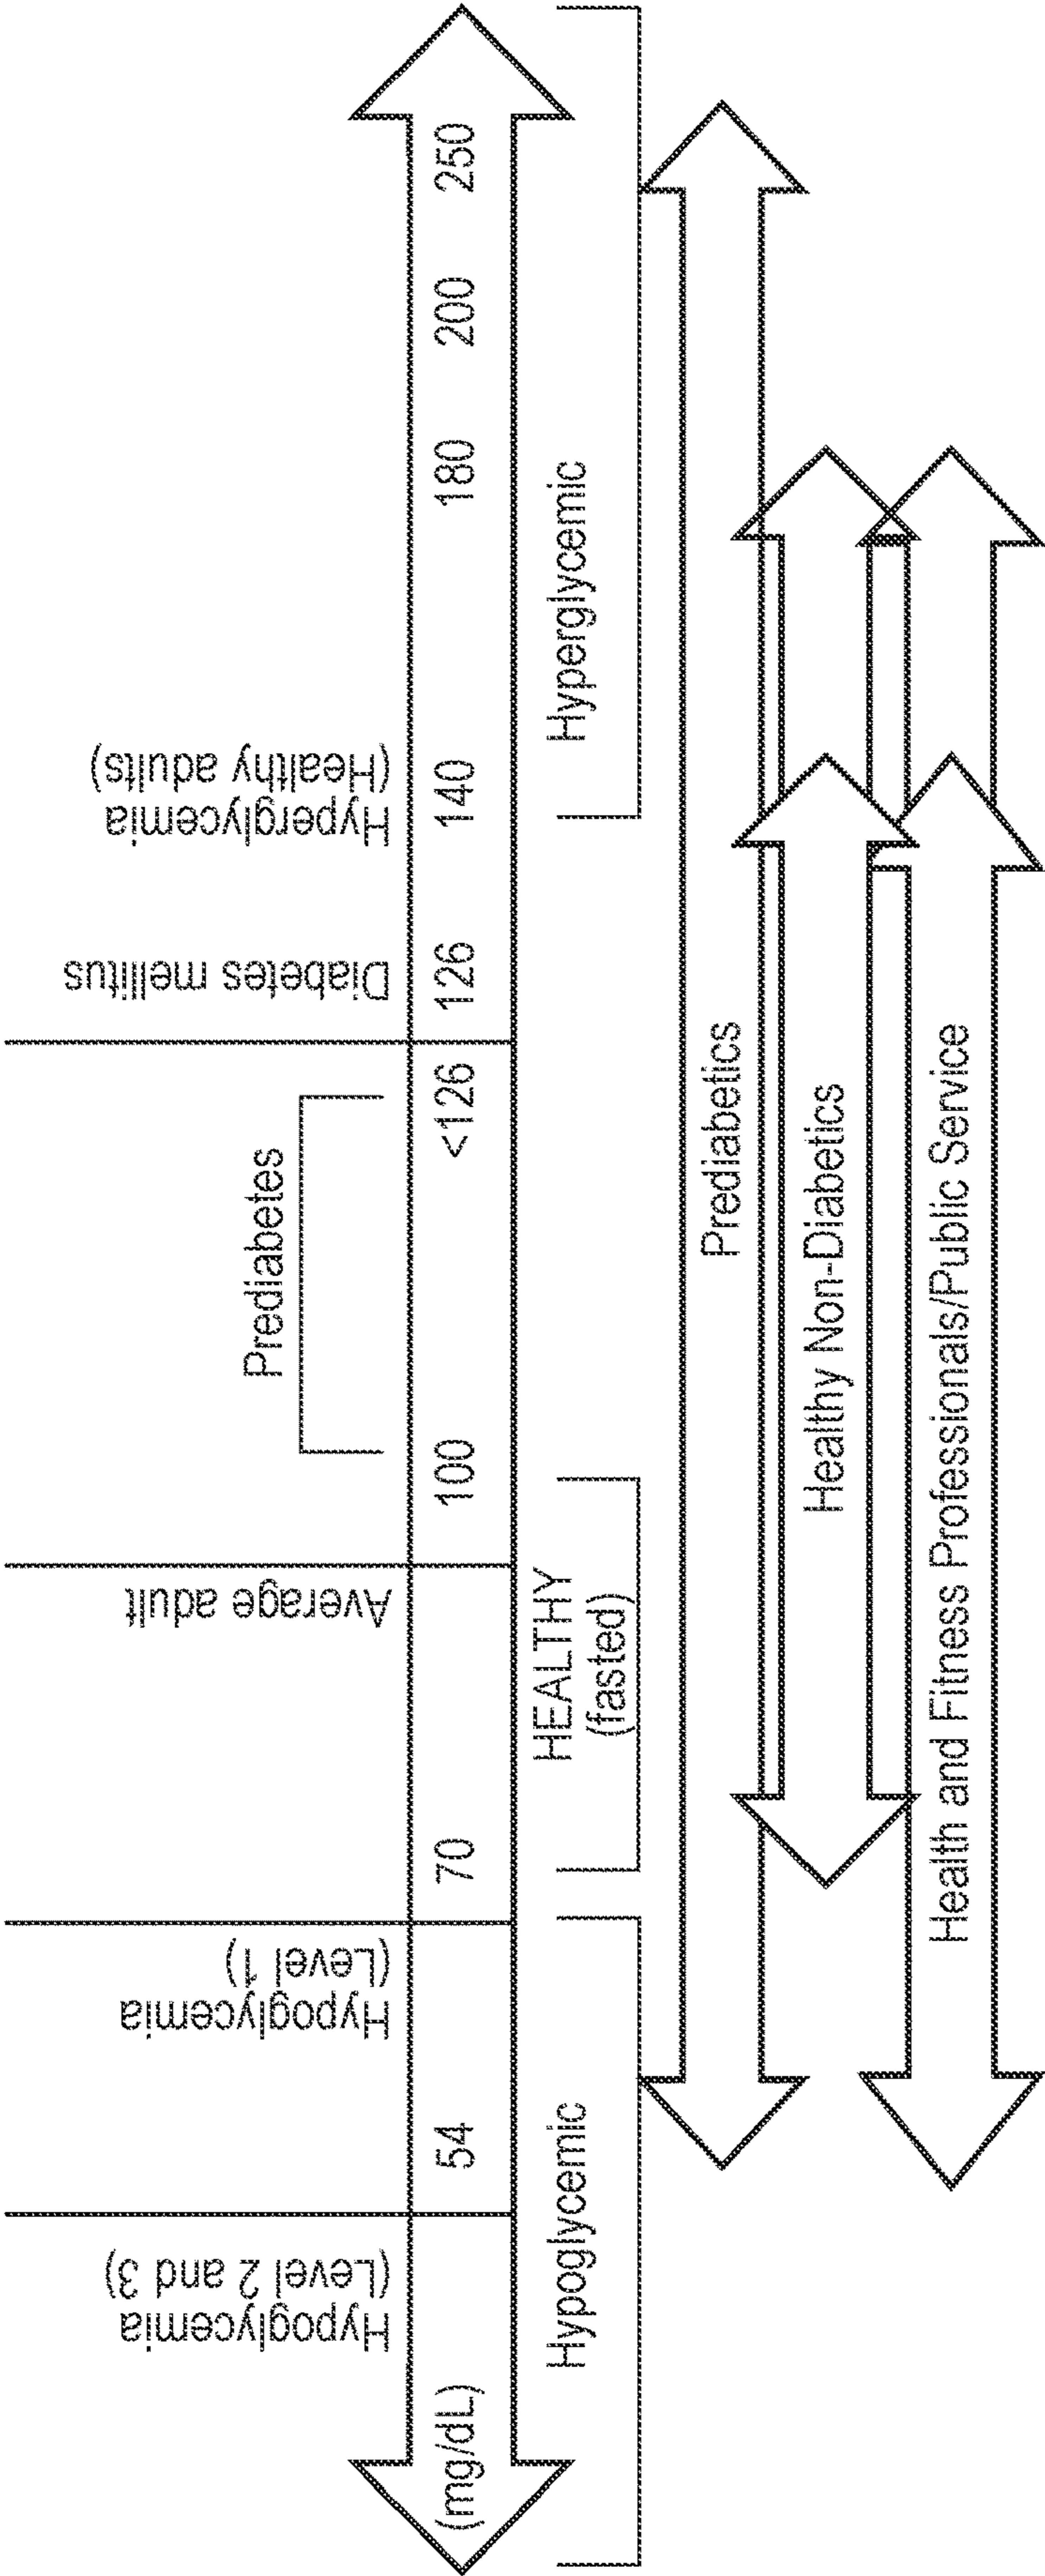 Hypoglycemia
(Level 2 and 3)
Hypoglycemia
(Level 1)
Average adult
Prediabetes
Diabetes mellitus
Hyperglycemia
(Healthy adults)
(mg/dL) 54 70 100 <126 126 140 180 200 250
Hypoglycemic
HEALTHY
(fasted)
Hyperglycemic
Prediabetics
Healthy Non-Diabetics
Health and Fitness Professionals/Public Service